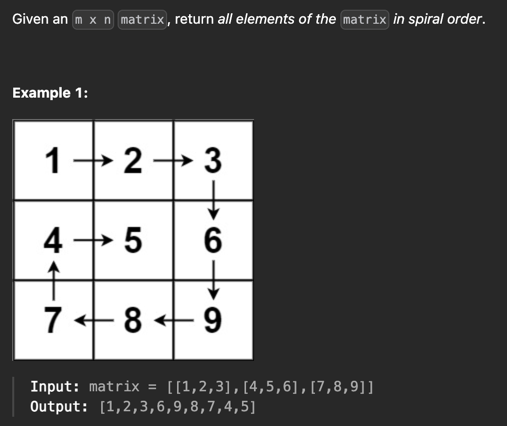 Given an m x n matrix, return all elements of the matrix in spiral order.
Example 1:
1 2 3
4 5 6
7 8 9
Input: matrix = [[1,2,3],[4,5,6],[7,8,9]]
Output: [1,2,3,6,9,8,7,4,5]